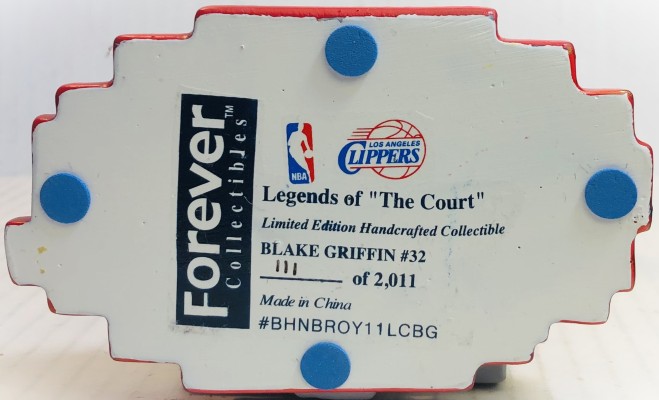 Forever™
Collectibles
NBA
LOS ANGELES
CLIPPERS
Legends of "The Court"
Limited Edition Handcrafted Collectible
BLAKE GRIFFIN #32
111 of 2,011
Made in China
#BHNBROY11LCBG